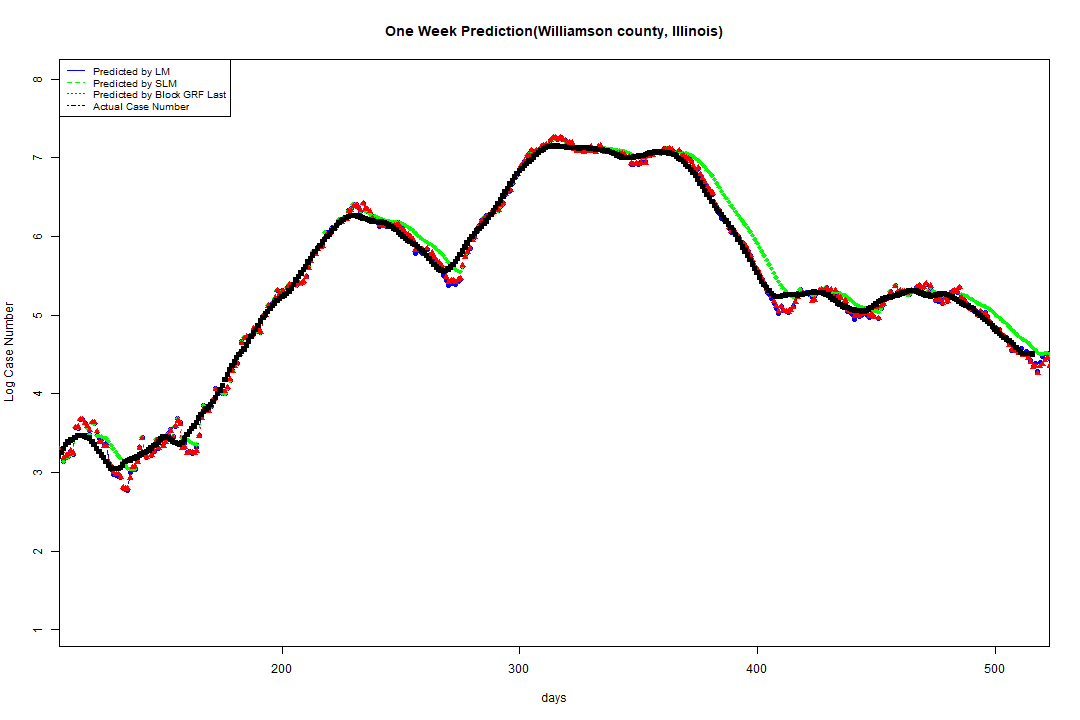 One Week Prediction(Williamson county, Illinois)
Predicted by LM
Predicted by SLM
Predicted by Block GRF Last
Actual Case Number
8
7
6
5
4
3
2
1
Log Case Number
200 300 400 500
days